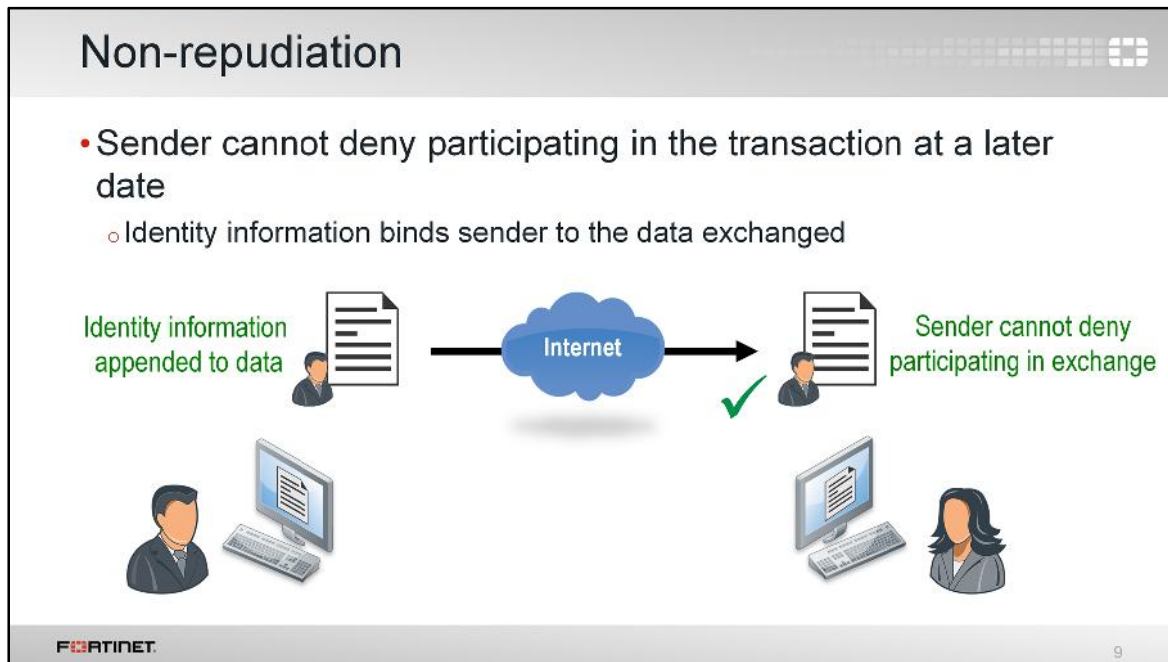 Non-repudiation
• Sender cannot deny participating in the transaction at a later
date
o Identity information binds sender to the data exchanged
Identity information
appended to data
Internet
Sender cannot deny
participating in exchange
FORTINET
9